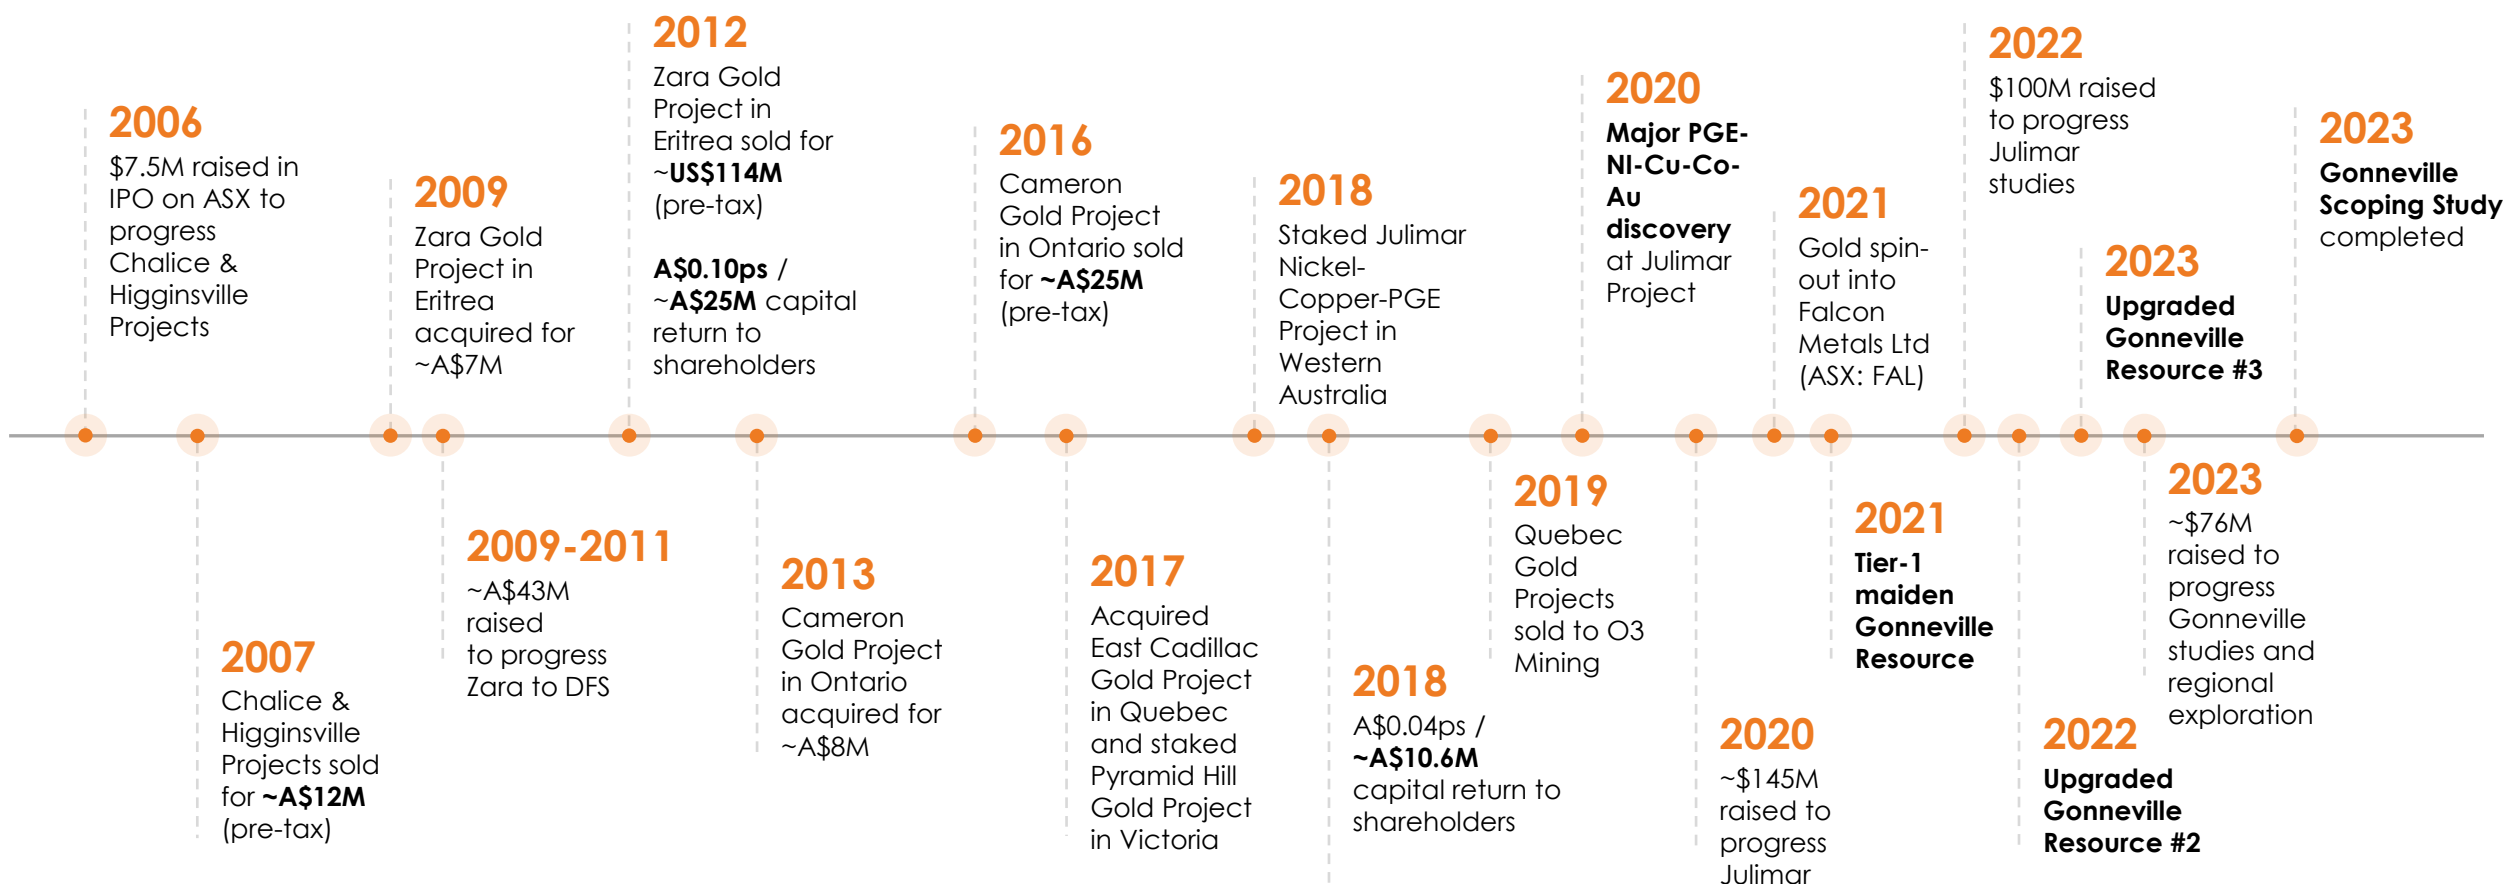 2006
$7.5M raised in
IPO on ASX to
progress
Chalice &
Higginsville
Projects
2007
Chalice &
Higginsville
Projects sold
for ~A$12M
(pre-tax)
2009
Zara Gold
Project in
Eritrea
acquired for
~A$7M
2009-2011
~A$43M
raised
to progress
Zara to DFS
2012
Zara Gold
Project in
Eritrea sold for
~US$114M
(pre-tax)
A$0.10ps /
~A$25M capital
return to
shareholders
2013
Cameron
Gold Project
in Ontario
acquired for
~A$8M
2016
Cameron
Gold Project
in Ontario sold
for ~A$25M
(pre-tax)
2017
Acquired
East Cadillac
Gold Project
in Quebec
and staked
Pyramid Hill
Gold Project
in Victoria
2018
Staked Julimar
Nickel-
Copper-PGE
Project in
Western
Australia
2018
A$0.04ps /
~A$10.6M
capital return to
shareholders
2019
Quebec
Gold
Projects
sold to O3
Mining
2020
Major PGE-
NI-Cu-Co-
Au
discovery
at Julimar
Project
2020
~$145M
raised to
progress
Julimar
2021
Gold spin-
out into
Falcon
Metals Ltd
(ASX: FAL)
2021
Tier-1
maiden
Gonneville
Resource
2022
$100M raised
to progress
Julimar
studies
2022
Upgraded
Gonneville
Resource #2
2023
Upgraded
Gonneville
Resource #3
2023
~$76M
raised to
progress
Gonneville
studies and
regional
exploration
2023
Gonneville
Scoping Study
completed